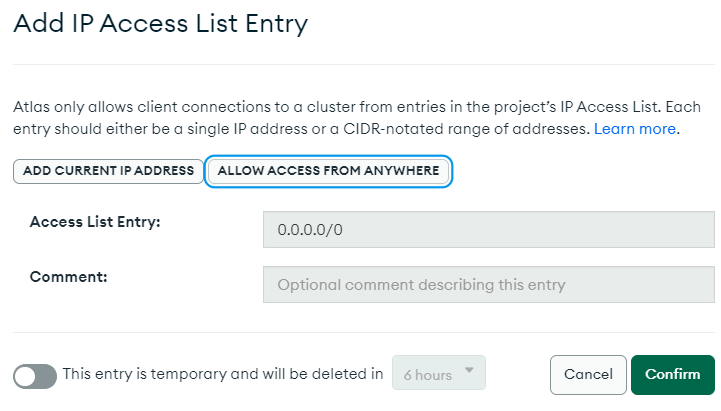 Add IP Access List Entry
Atlas only allows client connections to a cluster from entries in the project's IP Access List. Each
entry should either be a single IP address or a CIDR-notated range of addresses. Learn more.
ADD CURRENT IP ADDRESS ALLOW ACCESS FROM ANYWHERE
Access List Entry: 0.0.0.0/0
Comment: Optional comment describing this entry
This entry is temporary and will be deleted in 6 hours Cancel Confirm